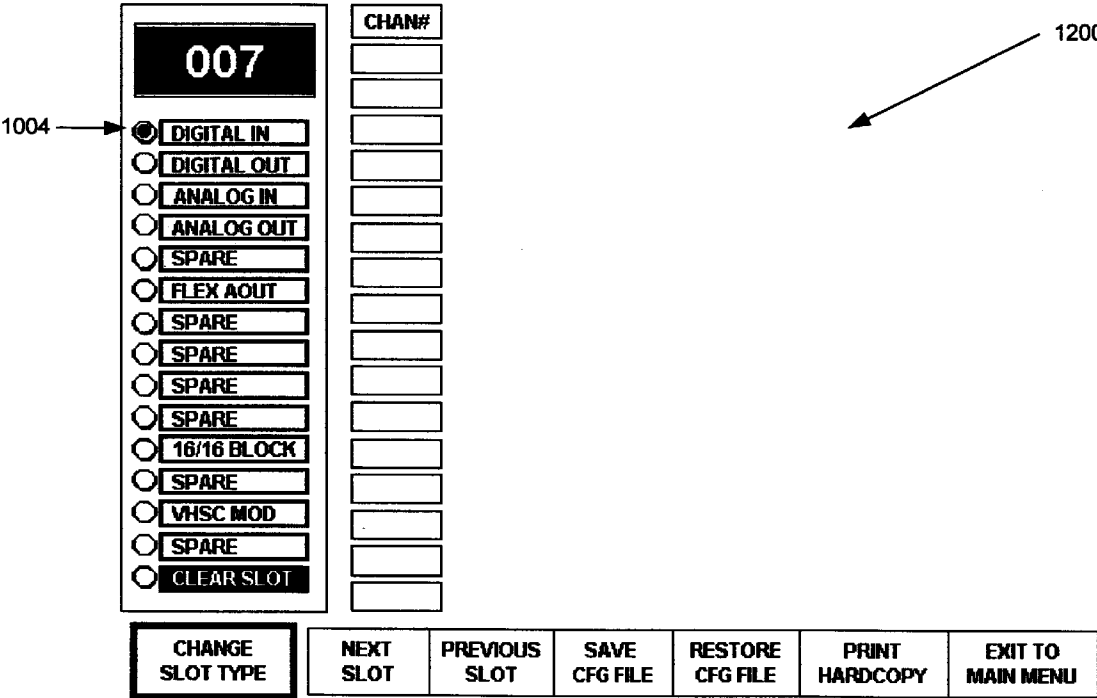 007
CHAN#
1200
1004
DIGITAL IN
DIGITAL OUT
ANALOG IN
ANALOG OUT
SPARE
FLEX AOUT
SPARE
SPARE
SPARE
SPARE
16/16 BLOCK
SPARE
VHSC MOD
SPARE
CLEAR SLOT
CHANGE
SLOT TYPE
NEXT
SLOT
PREVIOUS
SLOT
SAVE
CFG FILE
RESTORE
CFG FILE
PRINT
HARDCOPY
EXIT TO
MAIN MENU